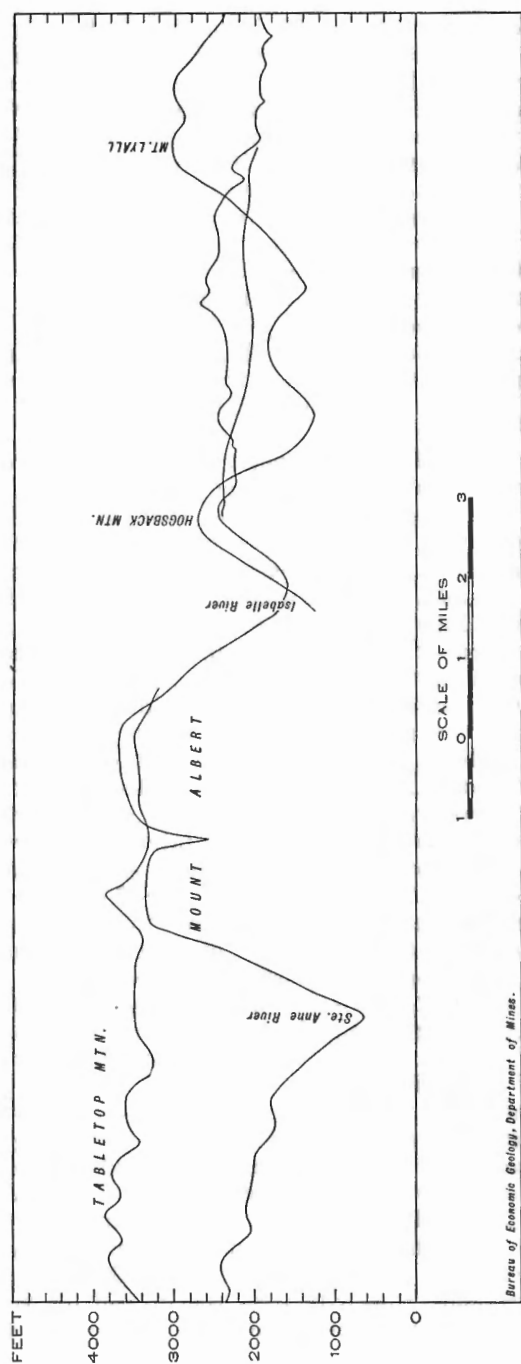 FEET
4000
3000
2000
1000
0
TABLETOP MTN.
MOUNT ALBERT
Ste. Anne River
Isabelle River
HOGSBACK MTN.
MT. LYALL
SCALE OF MILES
1 0 1 2 3
Bureau of Economic Geology, Department of Mines.